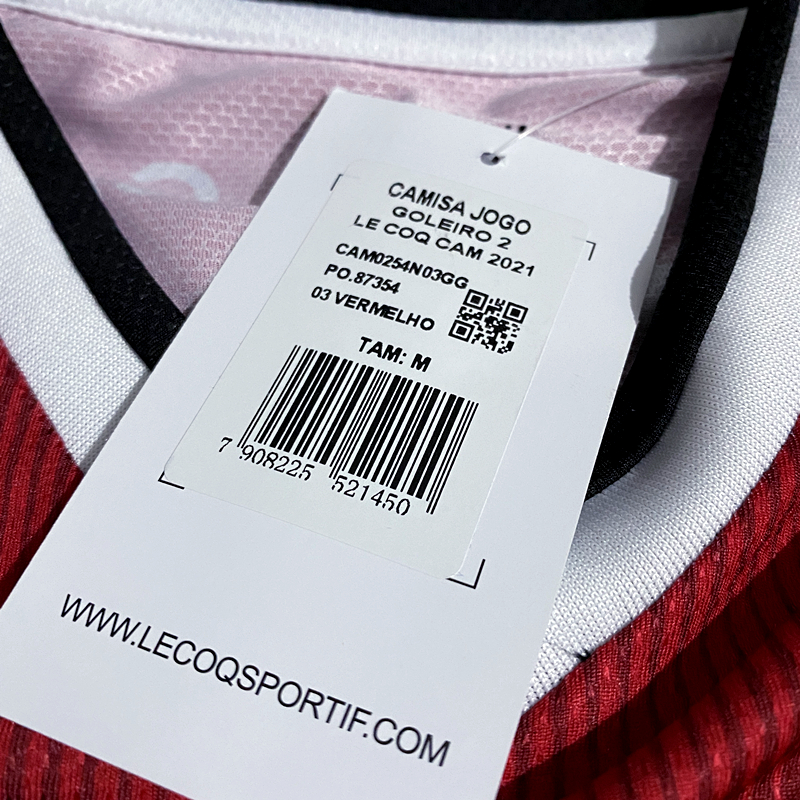 CAMISA JOGO
GOLEIRO 2
LE COQ CAM 2021
CAM0254N03GG
PO.87354
03 VERMELHO
TAM: M
7 908225 521450
WWW.LECOQSPORTIF.COM